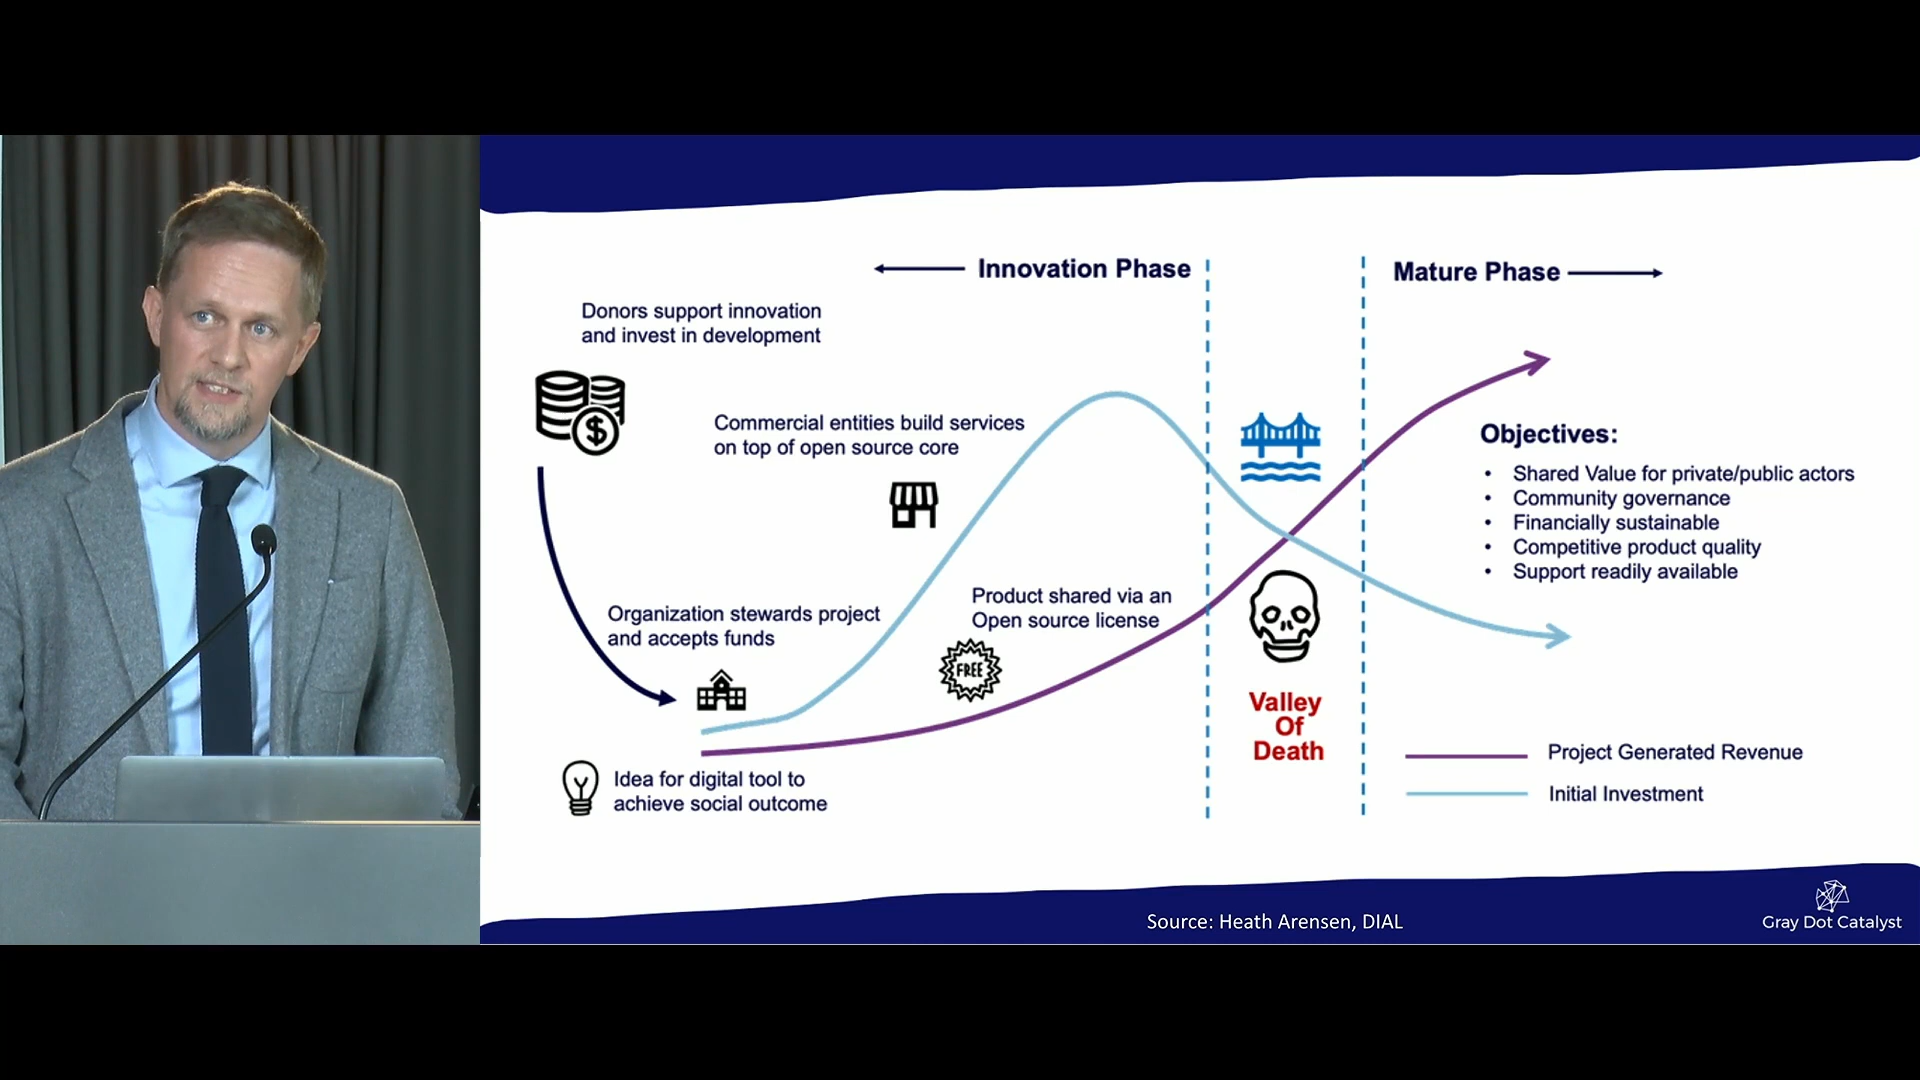 Innovation Phase
Mature Phase
Donors support innovation
and invest in development
$
Commercial entities build services
on top of open source core
Objectives:
• Shared Value for private/public actors
• Community governance
• Financially sustainable
• Competitive product quality
• Support readily available
Organization stewards project
and accepts funds
Product shared via an
Open source license
FREE
Valley
Of
Death
Project Generated Revenue
Initial Investment
Idea for digital tool to
achieve social outcome
Source: Heath Arensen, DIAL
Gray Dot Catalyst